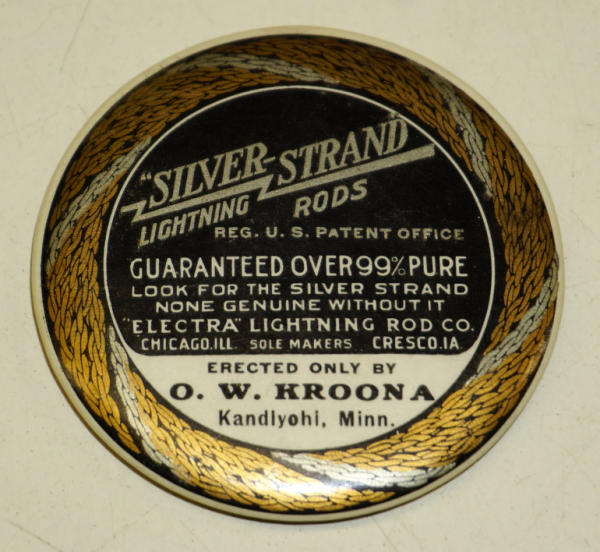 "SILVER-STRAND"
LIGHTNING RODS
REG. U. S. PATENT OFFICE
GUARANTEED OVER 99% PURE
LOOK FOR THE SILVER STRAND
NONE GENUINE WITHOUT IT
"ELECTRA" LIGHTNING ROD CO.
CHICAGO, ILL. SOLE MAKERS CRESCO, IA.
ERECTED ONLY BY
O. W. KROONA
Kandiyohi, Minn.